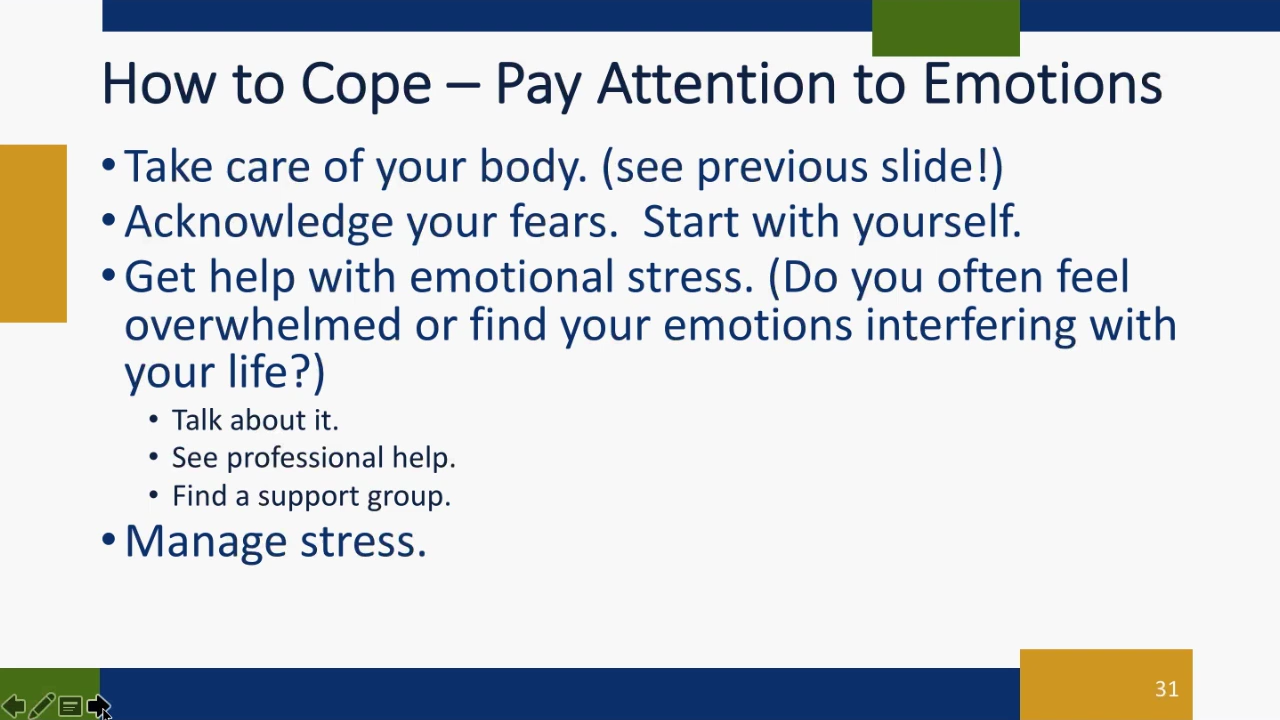 How to Cope – Pay Attention to Emotions
• Take care of your body. (see previous slide!)
• Acknowledge your fears.  Start with yourself.
• Get help with emotional stress. (Do you often feel
overwhelmed or find your emotions interfering with
your life?)
• Talk about it.
• See professional help.
• Find a support group.
• Manage stress.
31